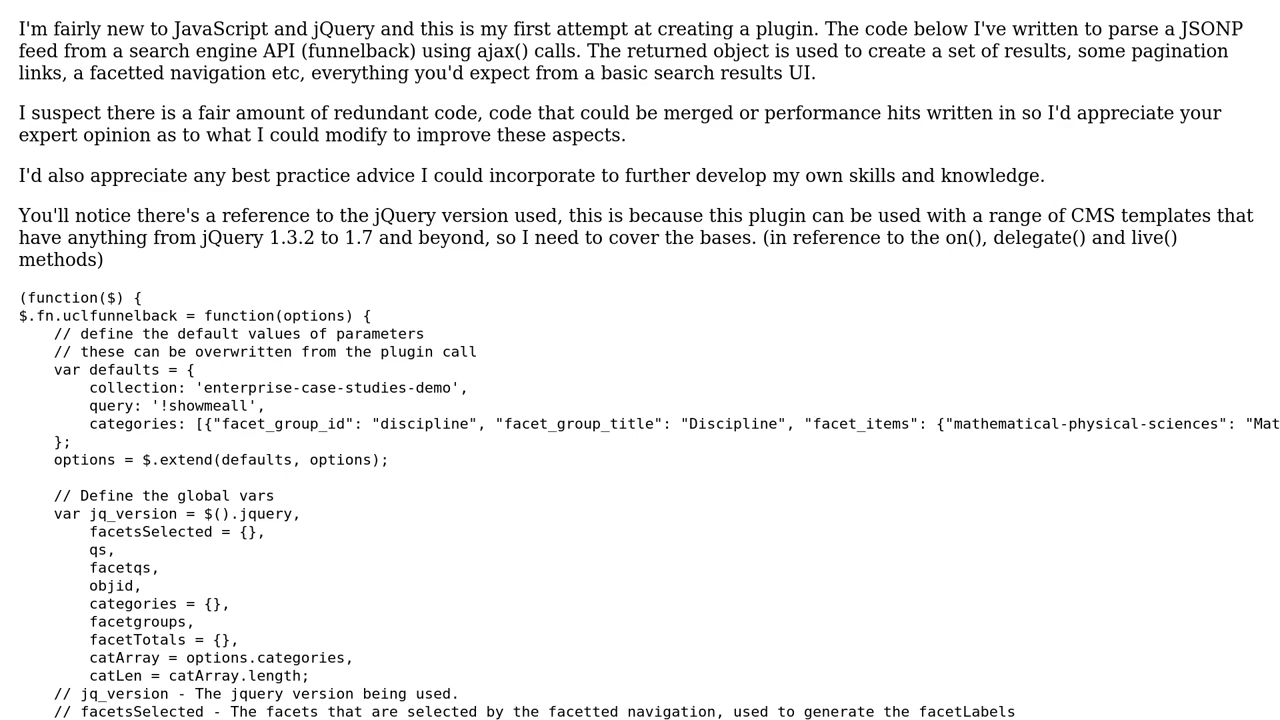 I'm fairly new to JavaScript and jQuery and this is my first attempt at creating a plugin. The code below I've written to parse a JSONP
feed from a search engine API (funnelback) using ajax() calls. The returned object is used to create a set of results, some pagination
links, a facetted navigation etc, everything you'd expect from a basic search results UI.
I suspect there is a fair amount of redundant code, code that could be merged or performance hits written in so I'd appreciate your
expert opinion as to what I could modify to improve these aspects.
I'd also appreciate any best practice advice I could incorporate to further develop my own skills and knowledge.
You'll notice there's a reference to the jQuery version used, this is because this plugin can be used with a range of CMS templates that
have anything from jQuery 1.3.2 to 1.7 and beyond, so I need to cover the bases. (in reference to the on(), delegate() and live()
methods)
(function($) {
$.fn.uclfunnelback = function(options) {
    // define the default values of parameters
    // these can be overwritten from the plugin call
    var defaults = {
        collection: 'enterprise-case-studies-demo',
        query: '!showmeall',
        categories: [{"facet_group_id": "discipline", "facet_group_title": "Discipline", "facet_items": {"mathematical-physical-sciences": "Mat
    };
    options = $.extend(defaults, options);
    // Define the global vars
    var jq_version = $().jquery,
        facetsSelected = {},
        qs,
        facetqs,
        objid,
        categories = {},
        facetgroups,
        facetTotals = {},
        catArray = options.categories,
        catLen = catArray.length;
    // jq_version - The jquery version being used.
    // facetsSelected - The facets that are selected by the facetted navigation, used to generate the facetLabels